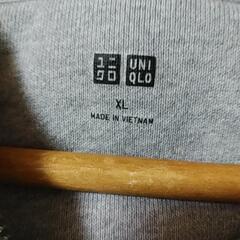 ユニ UNI
クロ QLO
XL
MADE IN VIETNAM